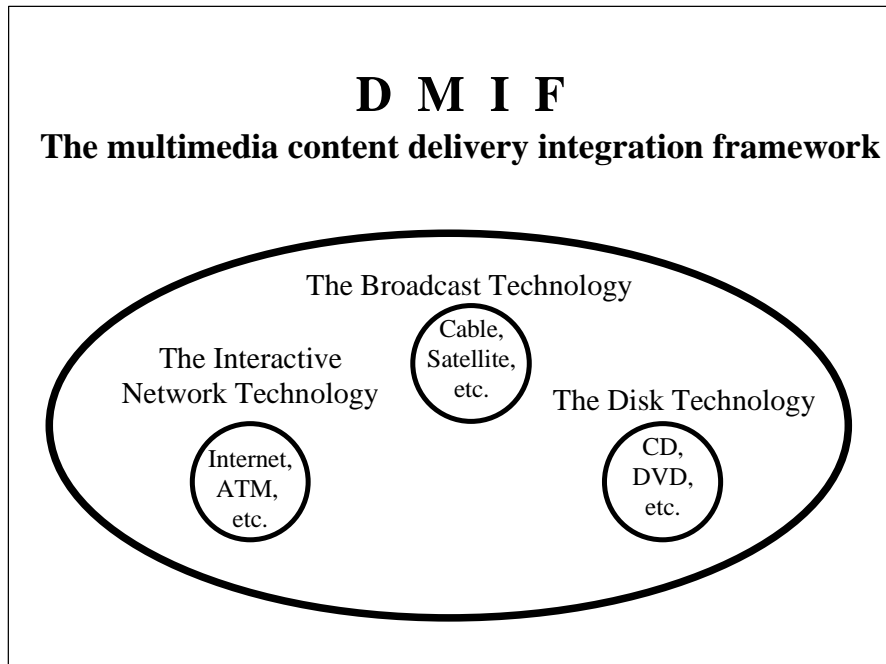 D M I F
The multimedia content delivery integration framework
The Broadcast Technology
Cable,
Satellite,
etc.
The Interactive
Network Technology
Internet,
ATM,
etc.
The Disk Technology
CD,
DVD,
etc.